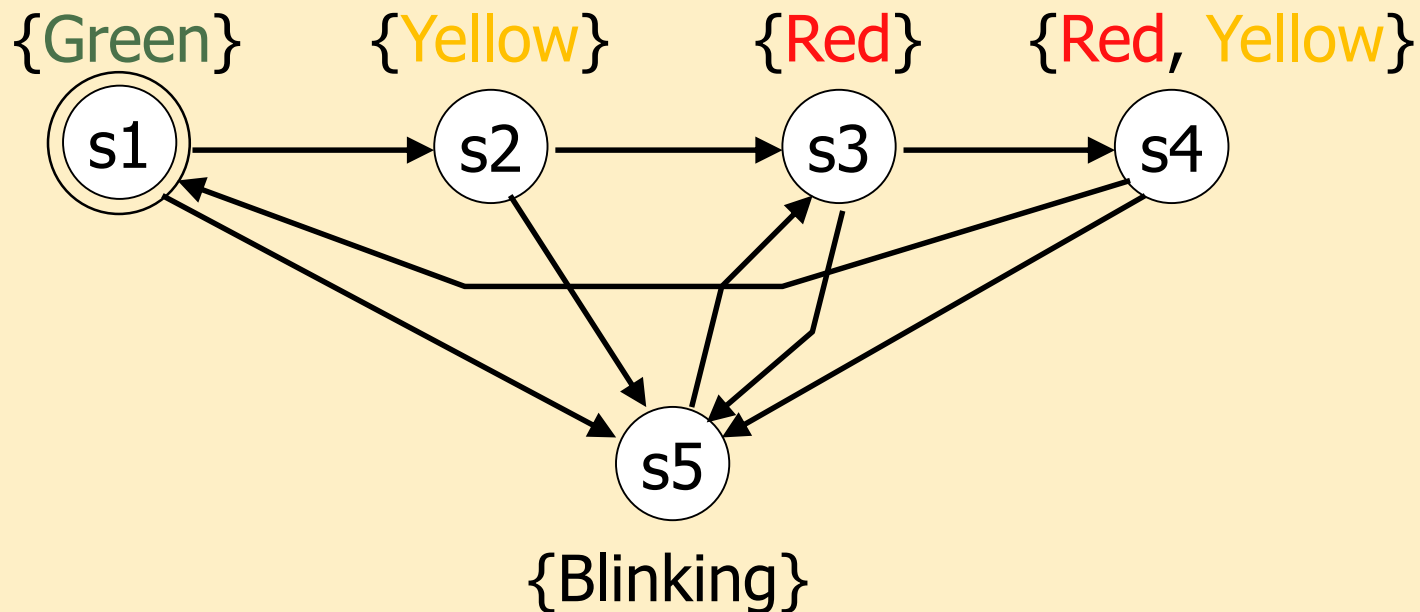 {Green} {Yellow} {Red} {Red, Yellow}
s1 s2 s3 s4
s5
{Blinking}